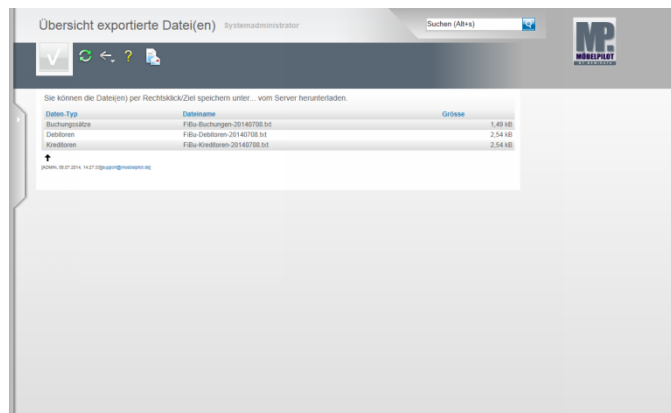 Übersicht exportierte Datei(en) Systemadministrator
Suchen (Alt+s)
MP.
MÖBELPILOT
Sie können die Datei(en) per Rechtsklick/Ziel speichern unter... vom Server herunterladen.
Daten-Typ Dateiname Grösse
Buchungssätze FiBu-Buchungen-20140708.txt 1,49 kB
Debitoren FiBu-Debitoren-20140708.txt 2,54 kB
Kreditoren FiBu-Kreditoren-20140708.txt 2,54 kB